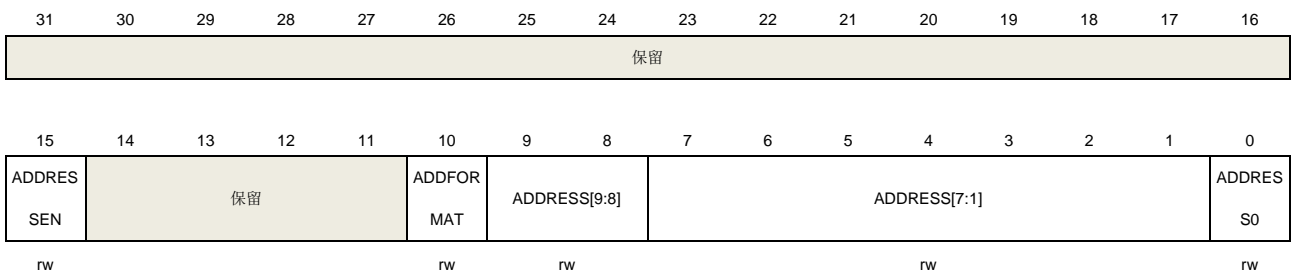 31 30 29 28 27 26 25 24 23 22 21 20 19 18 17 16
保留
15 14 13 12 11 10 9 8 7 6 5 4 3 2 1 0
ADDRES
SEN
保留
ADDFOR
MAT
ADDRESS[9:8]
ADDRESS[7:1]
ADDRES
S0
rw rw rw rw rw